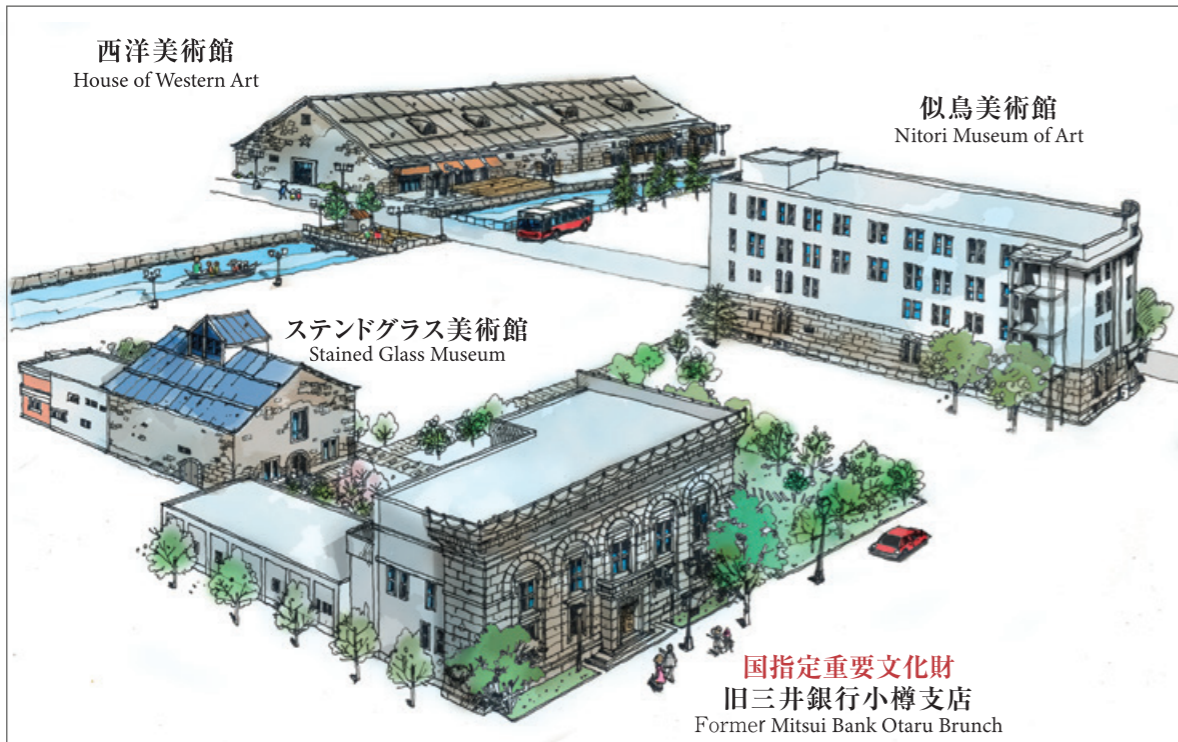 西洋美術館
House of Western Art
似鳥美術館
Nitori Museum of Art
ステンドグラス美術館
Stained Glass Museum
国指定重要文化財
旧三井銀行小樽支店
Former Mitsui Bank Otaru Brunch